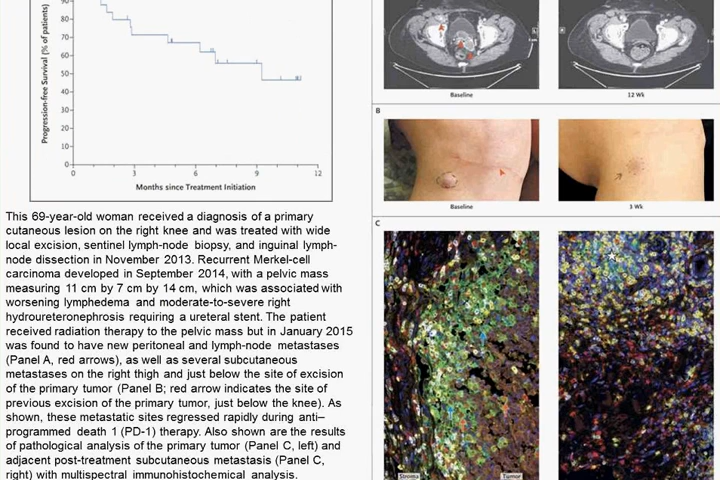 90
80
70
60
50
40
30
20
10
0
0 3 6 9 12
Progression-free Survival (% of patients)
Months since Treatment Initiation
This 69-year-old woman received a diagnosis of a primary
cutaneous lesion on the right knee and was treated with wide
local excision, sentinel lymph-node biopsy, and inguinal lymph-
node dissection in November 2013. Recurrent Merkel-cell
carcinoma developed in September 2014, with a pelvic mass
measuring 11 cm by 7 cm by 14 cm, which was associated with
worsening lymphedema and moderate-to-severe right
hydroureteronephrosis requiring a ureteral stent. The patient
received radiation therapy to the pelvic mass but in January 2015
was found to have new peritoneal and lymph-node metastases
(Panel A, red arrows), as well as several subcutaneous
metastases on the right thigh and just below the site of excision
of the primary tumor (Panel B; red arrow indicates the site of
previous excision of the primary tumor, just below the knee). As
shown, these metastatic sites regressed rapidly during anti–
programmed death 1 (PD-1) therapy. Also shown are the results
of pathological analysis of the primary tumor (Panel C, left) and
adjacent post-treatment subcutaneous metastasis (Panel C,
right) with multispectral immunohistochemical analysis.
Baseline
12 Wk
B
Baseline
3 Wk
C
Stroma
Tumor